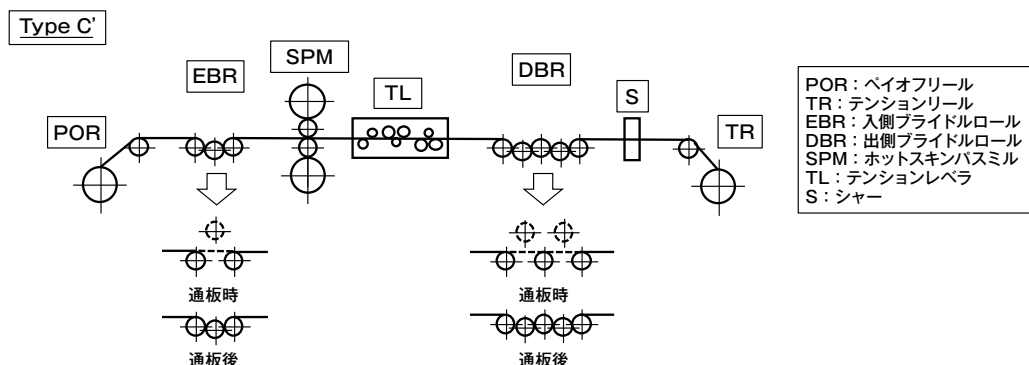 Type C’
POR
EBR
SPM
TL
DBR
S
TR
通板時
通板後
通板時
通板後
POR：ペイオフリール
TR：テンションリール
EBR：入側ブライドルロール
DBR：出側ブライドルロール
SPM：ホットスキンパスミル
TL：テンションレベラ
S：シャー